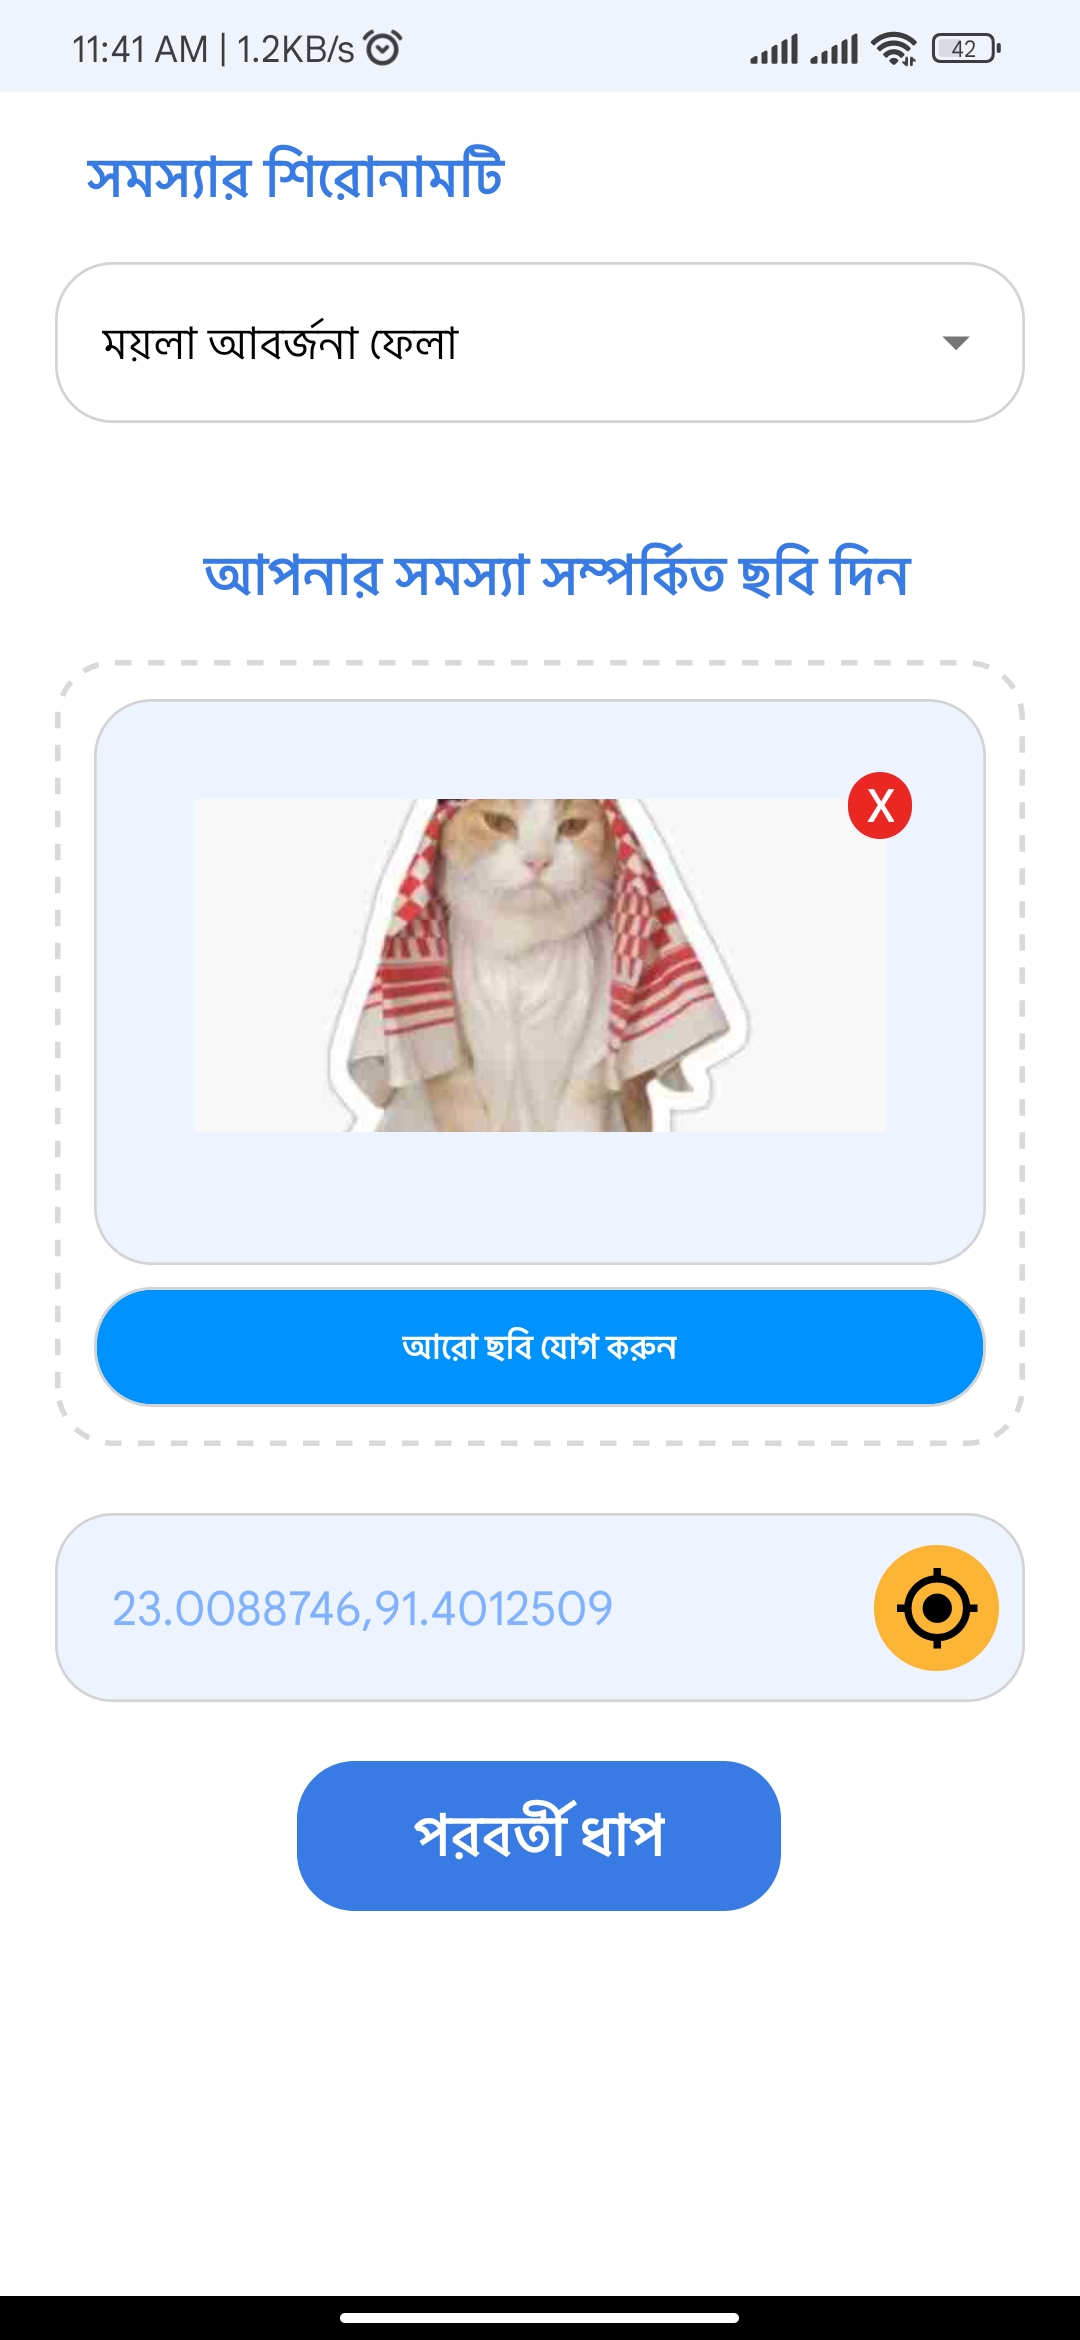 11:41 AM | 1.2KB/s
42
সমস্যার শিরোনামটি
ময়লা আবর্জনা ফেলা
আপনার সমস্যা সম্পর্কিত ছবি দিন
X
আরো ছবি যোগ করুন
23.0088746,91.4012509
পরবর্তী ধাপ